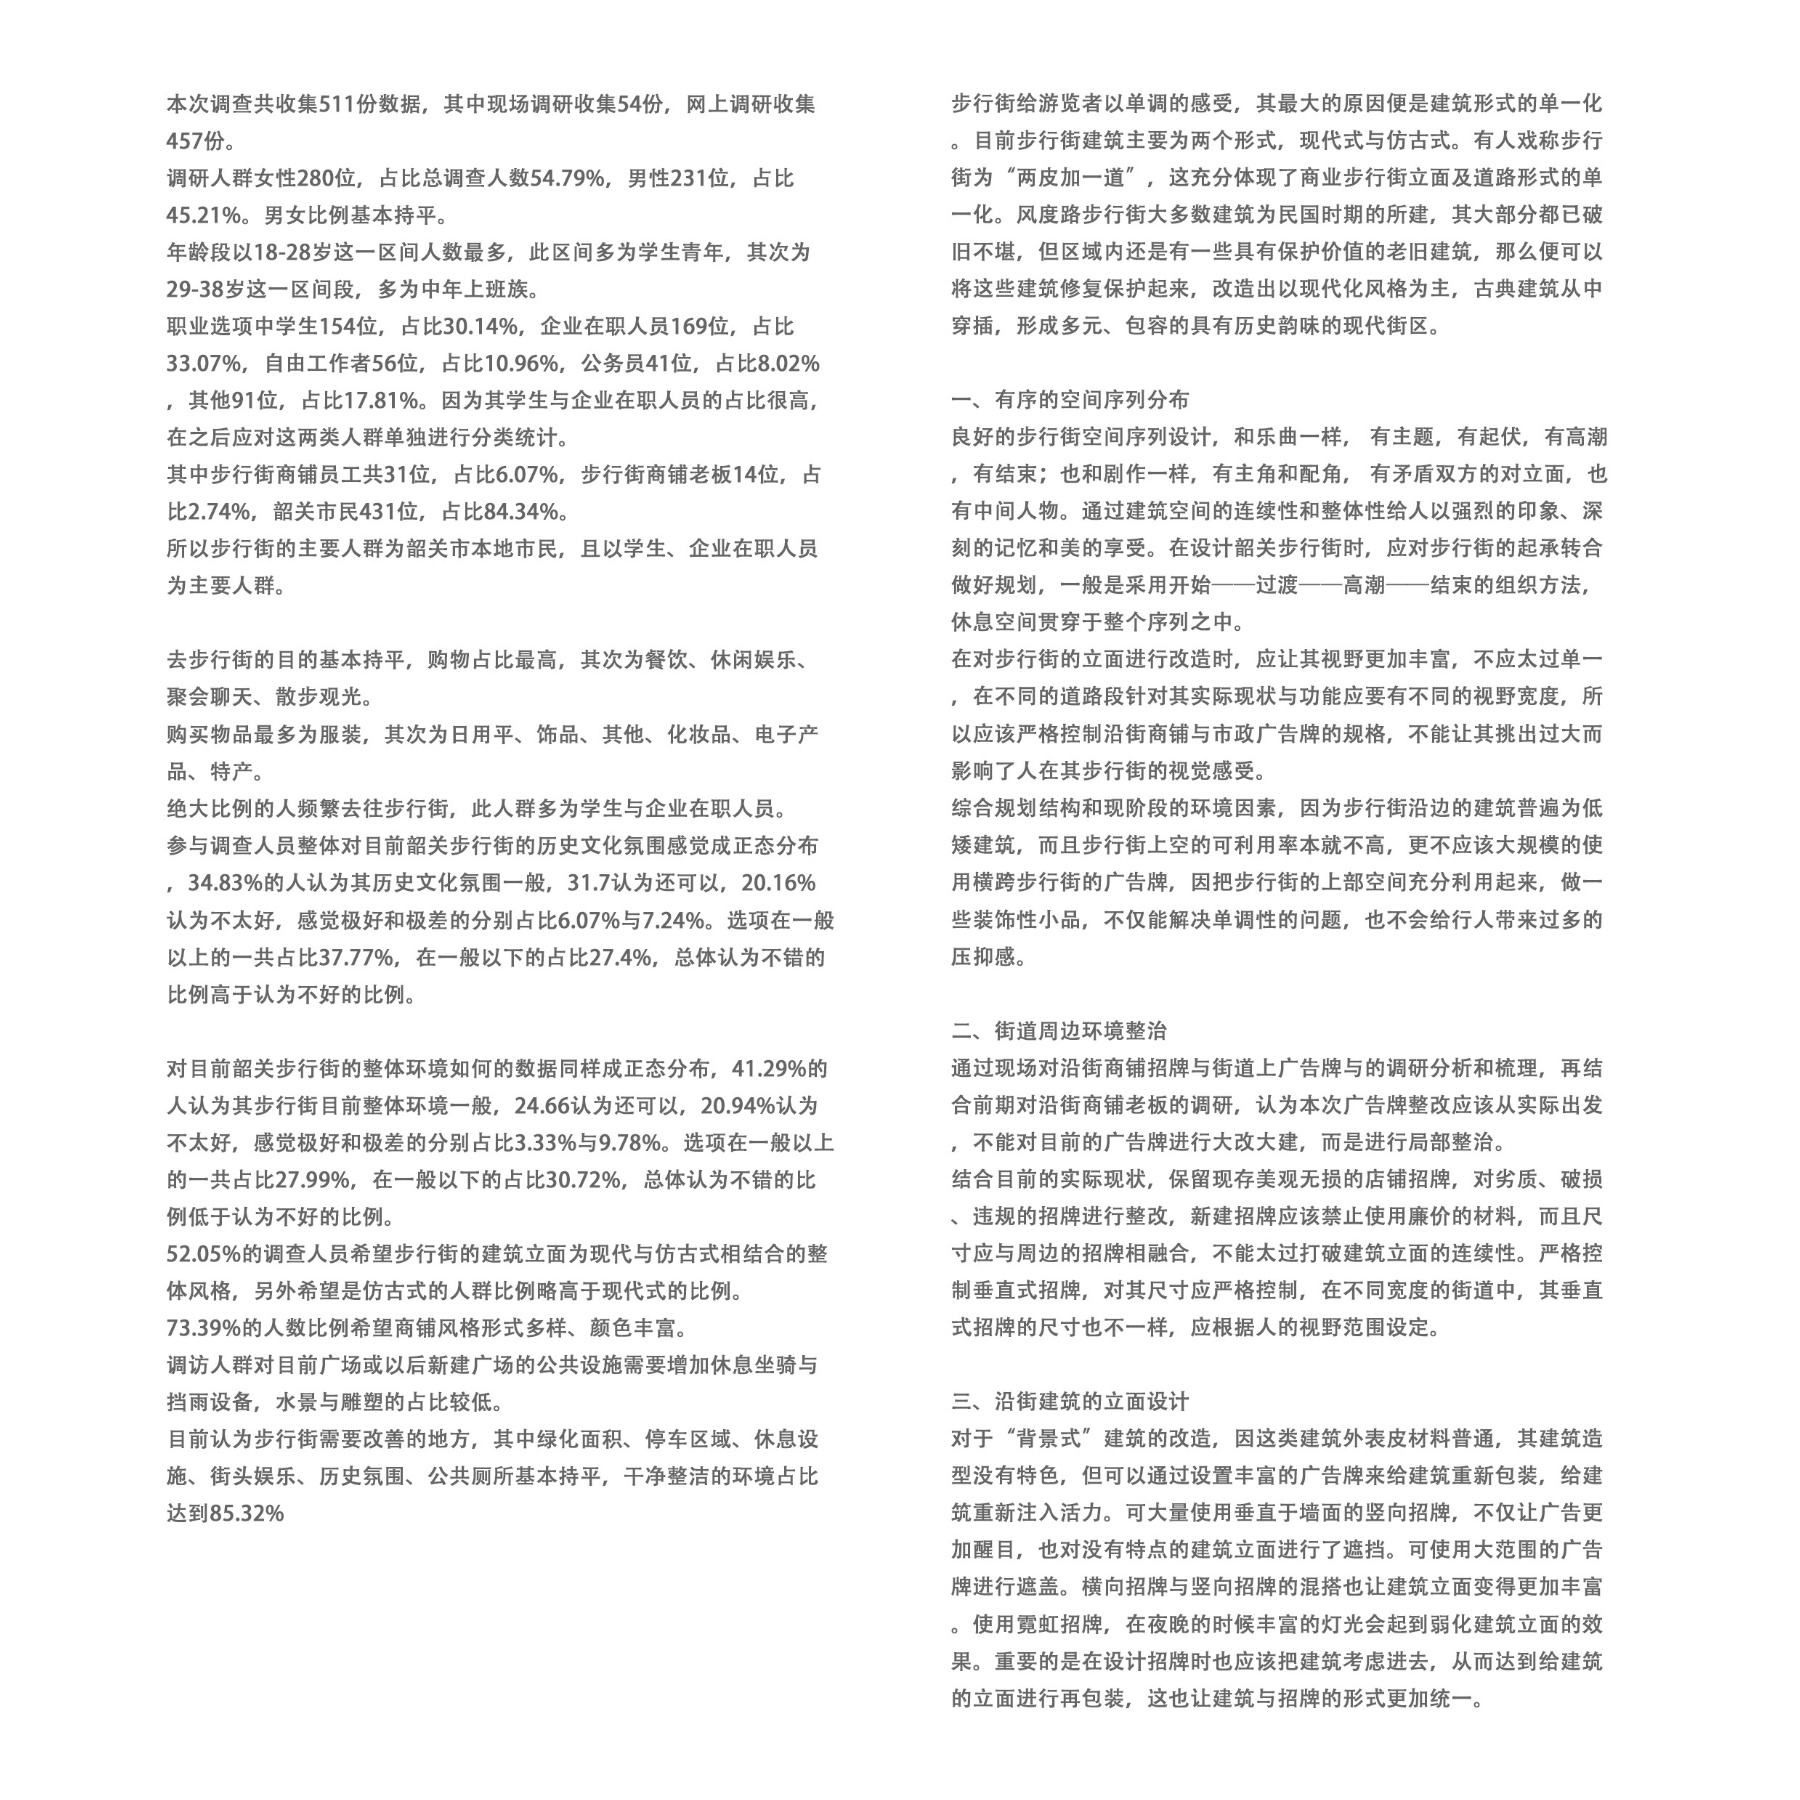 本次调查共收集511份数据，其中现场调研收集54份，网上调研收集
457份。
调研人群女性280位，占比总调查人数54.79%，男性231位，占比
45.21%。男女比例基本持平。
年龄段以18-28岁这一区间人数最多，此区间多为学生青年，其次为
29-38岁这一区间段，多为中年上班族。
职业选项中学生154位，占比30.14%，企业在职人员169位，占比
33.07%，自由工作者56位，占比10.96%，公务员41位，占比8.02%
，其他91位，占比17.81%。因为其学生与企业在职人员的占比很高，
在之后应对这两类人群单独进行分类统计。
其中步行街商铺员工共31位，占比6.07%，步行街商铺老板14位，占
比2.74%，韶关市民431位，占比84.34%。
所以步行街的主要人群为韶关市本地市民，且以学生、企业在职人员
为主要人群。
去步行街的目的基本持平，购物占比最高，其次为餐饮、休闲娱乐、
聚会聊天、散步观光。
购买物品最多为服装，其次为日用平、饰品、其他、化妆品、电子产
品、特产。
绝大比例的人频繁去往步行街，此人群多为学生与企业在职人员。
参与调查人员整体对目前韶关步行街的历史文化氛围感觉成正态分布
，34.83%的人认为其历史文化氛围一般，31.7认为还可以，20.16%
认为不太好，感觉极好和极差的分别占比6.07%与7.24%。选项在一般
以上的一共占比37.77%，在一般以下的占比27.4%，总体认为不错的
比例高于认为不好的比例。
对目前韶关步行街的整体环境如何的数据同样成正态分布，41.29%的
人认为其步行街目前整体环境一般，24.66认为还可以，20.94%认为
不太好，感觉极好和极差的分别占比3.33%与9.78%。选项在一般以上
的一共占比27.99%，在一般以下的占比30.72%，总体认为不错的比
例低于认为不好的比例。
52.05%的调查人员希望步行街的建筑立面为现代与仿古式相结合的整
体风格，另外希望是仿古式的人群比例略高于现代式的比例。
73.39%的人数比例希望商铺风格形式多样、颜色丰富。
调访人群对目前广场或以后新建广场的公共设施需要增加休息坐骑与
挡雨设备，水景与雕塑的占比较低。
目前认为步行街需要改善的地方，其中绿化面积、停车区域、休息设
施、街头娱乐、历史氛围、公共厕所基本持平，干净整洁的环境占比
达到85.32%
步行街给游览者以单调的感受，其最大的原因便是建筑形式的单一化
。目前步行街建筑主要为两个形式，现代式与仿古式。有人戏称步行
街为“两皮加一道”，这充分体现了商业步行街立面及道路形式的单
一化。风度路步行街大多数建筑为民国时期的所建，其大部分都已破
旧不堪，但区域内还是有一些具有保护价值的老旧建筑，那么便可以
将这些建筑修复保护起来，改造出以现代化风格为主，古典建筑从中
穿插，形成多元、包容的具有历史韵味的现代街区。
一、有序的空间序列分布
良好的步行街空间序列设计，和乐曲一样， 有主题，有起伏，有高潮
，有结束；也和剧作一样，有主角和配角， 有矛盾双方的对立面，也
有中间人物。通过建筑空间的连续性和整体性给人以强烈的印象、深
刻的记忆和美的享受。在设计韶关步行街时，应对步行街的起承转合
做好规划，一般是采用开始——过渡——高潮——结束的组织方法，
休息空间贯穿于整个序列之中。
在对步行街的立面进行改造时，应让其视野更加丰富，不应太过单一
，在不同的道路段针对其实际现状与功能应要有不同的视野宽度，所
以应该严格控制沿街商铺与市政广告牌的规格，不能让其挑出过大而
影响了人在其步行街的视觉感受。
综合规划结构和现阶段的环境因素，因为步行街沿边的建筑普遍为低
矮建筑，而且步行街上空的可利用率本就不高，更不应该大规模的使
用横跨步行街的广告牌，因把步行街的上部空间充分利用起来，做一
些装饰性小品，不仅能解决单调性的问题，也不会给行人带来过多的
压抑感。
二、街道周边环境整治
通过现场对沿街商铺招牌与街道上广告牌与的调研分析和梳理，再结
合前期对沿街商铺老板的调研，认为本次广告牌整改应该从实际出发
，不能对目前的广告牌进行大改大建，而是进行局部整治。
结合目前的实际现状，保留现存美观无损的店铺招牌，对劣质、破损
、违规的招牌进行整改，新建招牌应该禁止使用廉价的材料，而且尺
寸应与周边的招牌相融合，不能太过打破建筑立面的连续性。严格控
制垂直式招牌，对其尺寸应严格控制，在不同宽度的街道中，其垂直
式招牌的尺寸也不一样，应根据人的视野范围设定。
三、沿街建筑的立面设计
对于“背景式”建筑的改造，因这类建筑外表皮材料普通，其建筑造
型没有特色，但可以通过设置丰富的广告牌来给建筑重新包装，给建
筑重新注入活力。可大量使用垂直于墙面的竖向招牌，不仅让广告更
加醒目，也对没有特点的建筑立面进行了遮挡。可使用大范围的广告
牌进行遮盖。横向招牌与竖向招牌的混搭也让建筑立面变得更加丰富
。使用霓虹招牌，在夜晚的时候丰富的灯光会起到弱化建筑立面的效
果。重要的是在设计招牌时也应该把建筑考虑进去，从而达到给建筑
的立面进行再包装，这也让建筑与招牌的形式更加统一。